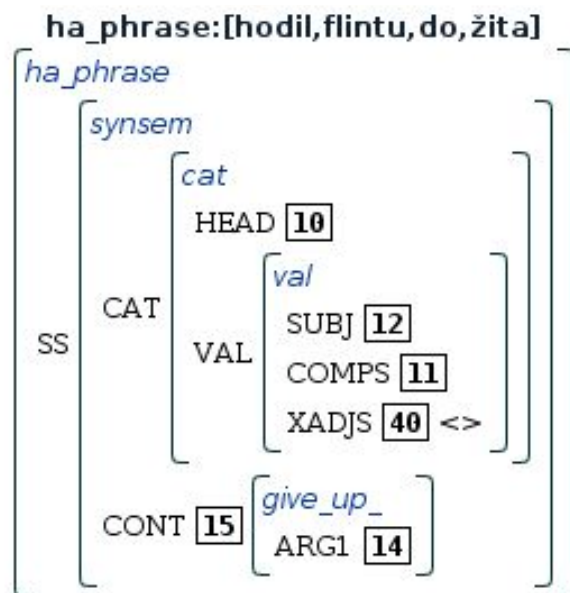 ha_phrase:[hodil,flintu,do,žita]
ha_phrase
synsem
cat
HEAD 10
val
SUBJ 12
CAT
VAL
SS
COMPS 11
XADJS 40 <>
give_up_
CONT 15
ARG1 14